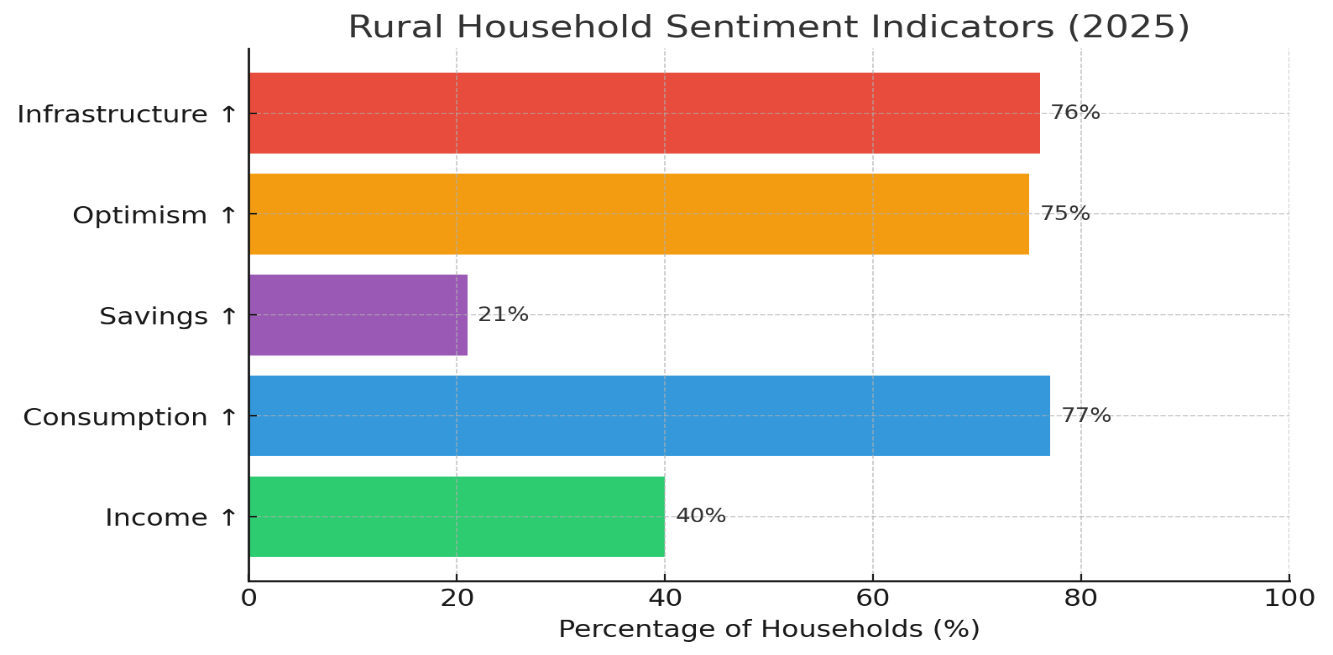 Rural Household Sentiment Indicators (2025)
Infrastructure ↑ 76%
Optimism ↑ 75%
Savings ↑ 21%
Consumption ↑ 77%
Income ↑ 40%
0 20 40 60 80 100
Percentage of Households (%)